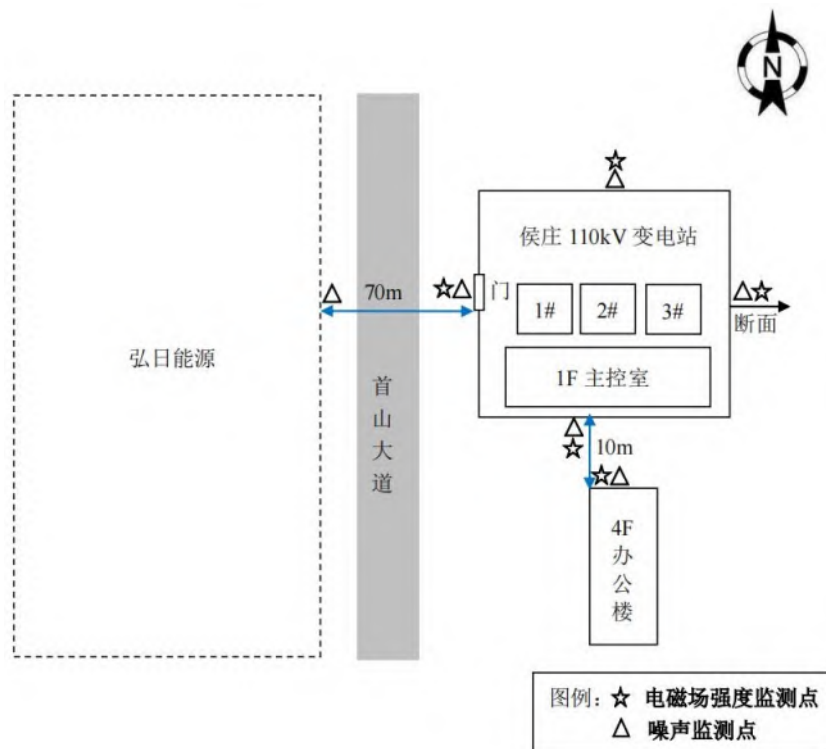 N
侯庄 110kV 变电站
70m
门
1#
2#
3#
断面
弘日能源
1F 主控室
首山大道
10m
4F
办公楼
图例：☆ 电磁场强度监测点
△ 噪声监测点